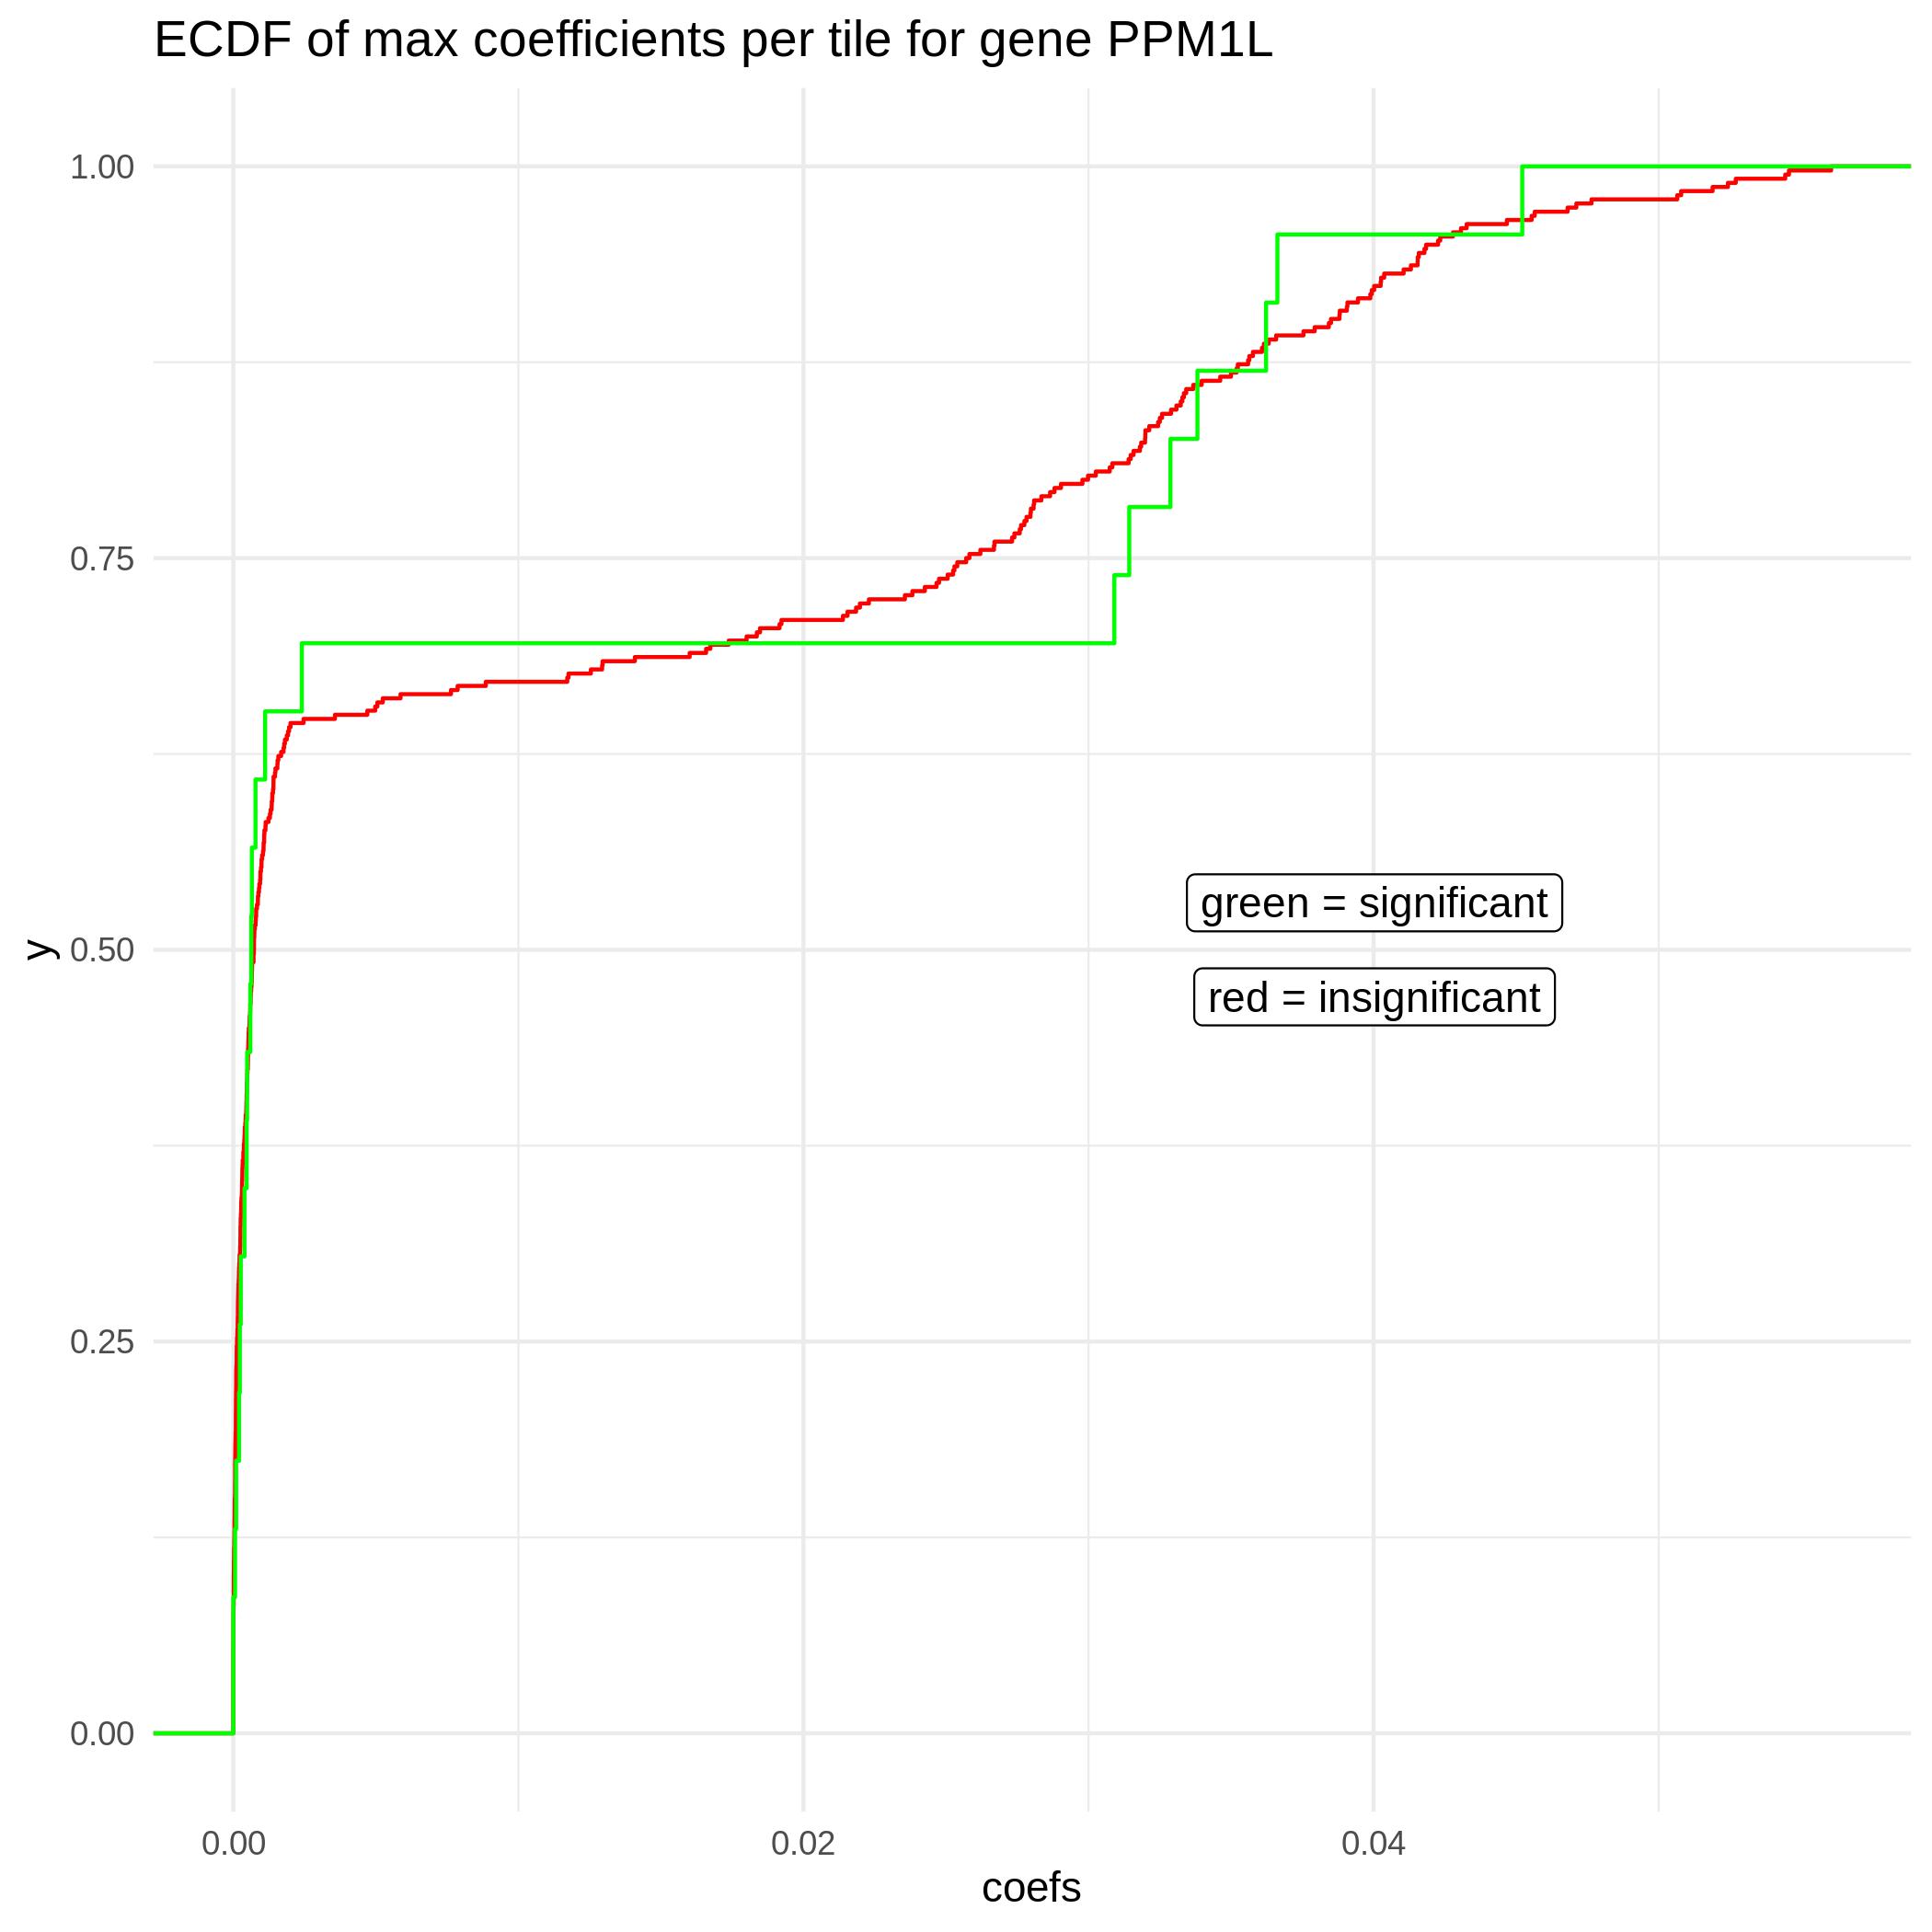 ECDF of max coefficients per tile for gene PPM1L
1.00
0.75
0.50
0.25
0.00
y
green = significant
red = insignificant
0.00 0.02 0.04
coefs